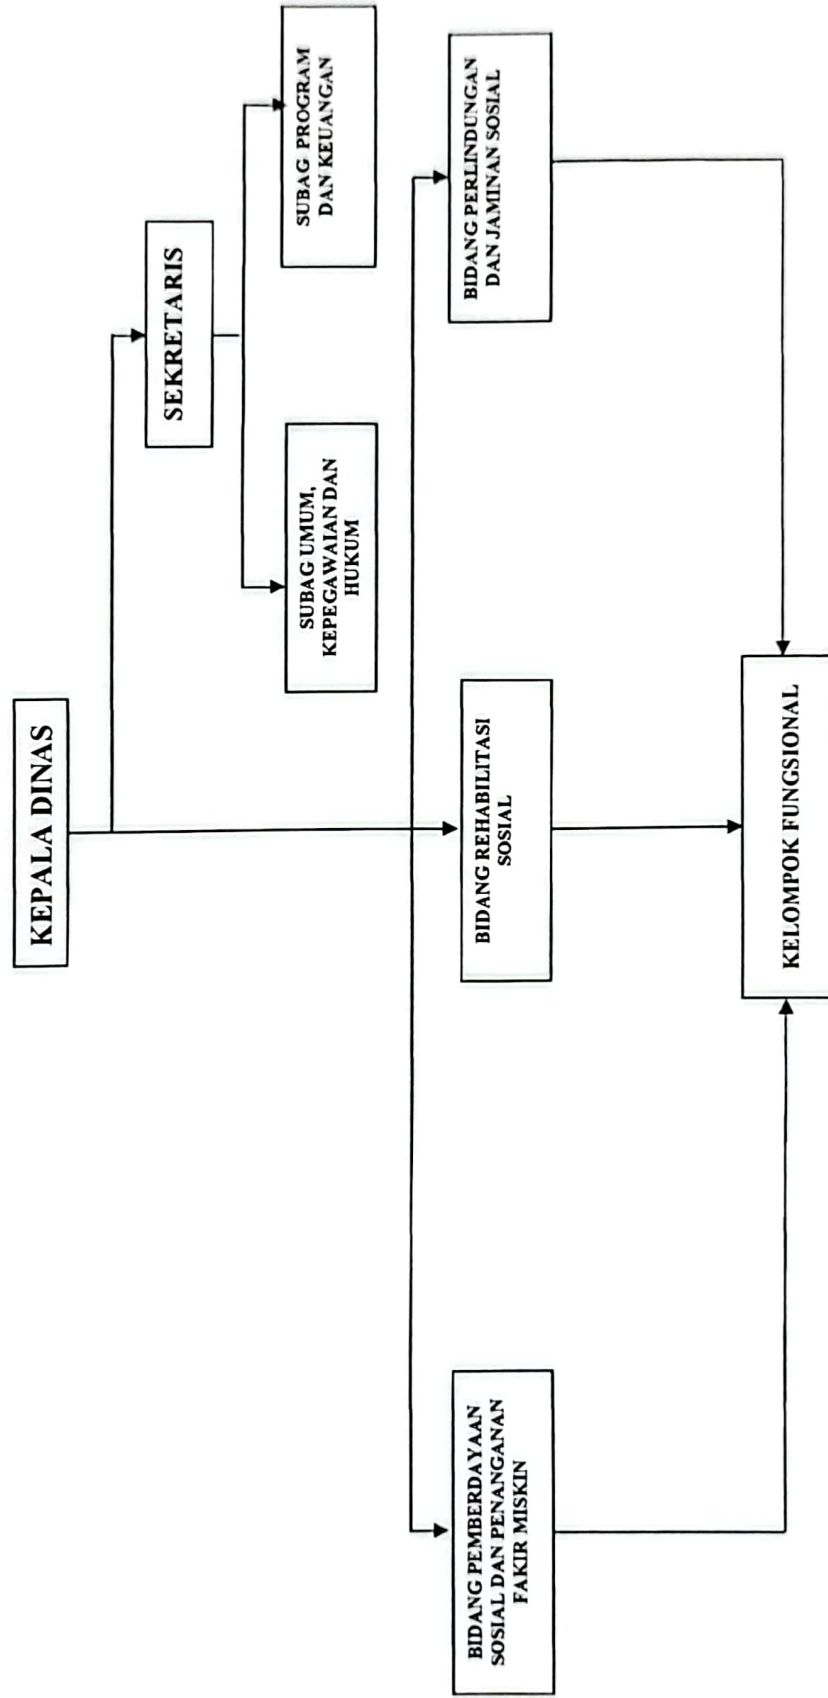 KEPALA DINAS
SEKRETARIS
SUBAG UMUM,
KEPEGAWAIAN DAN
HUKUM
SUBAG PROGRAM
DAN KEUANGAN
BIDANG PEMBERDAYAAN
SOSIAL DAN PENANGANAN
FAKIR MISKIN
BIDANG REHABILITASI
SOSIAL
BIDANG PERLINDUNGAN
DAN JAMINAN SOSIAL
KELOMPOK FUNGSIONAL